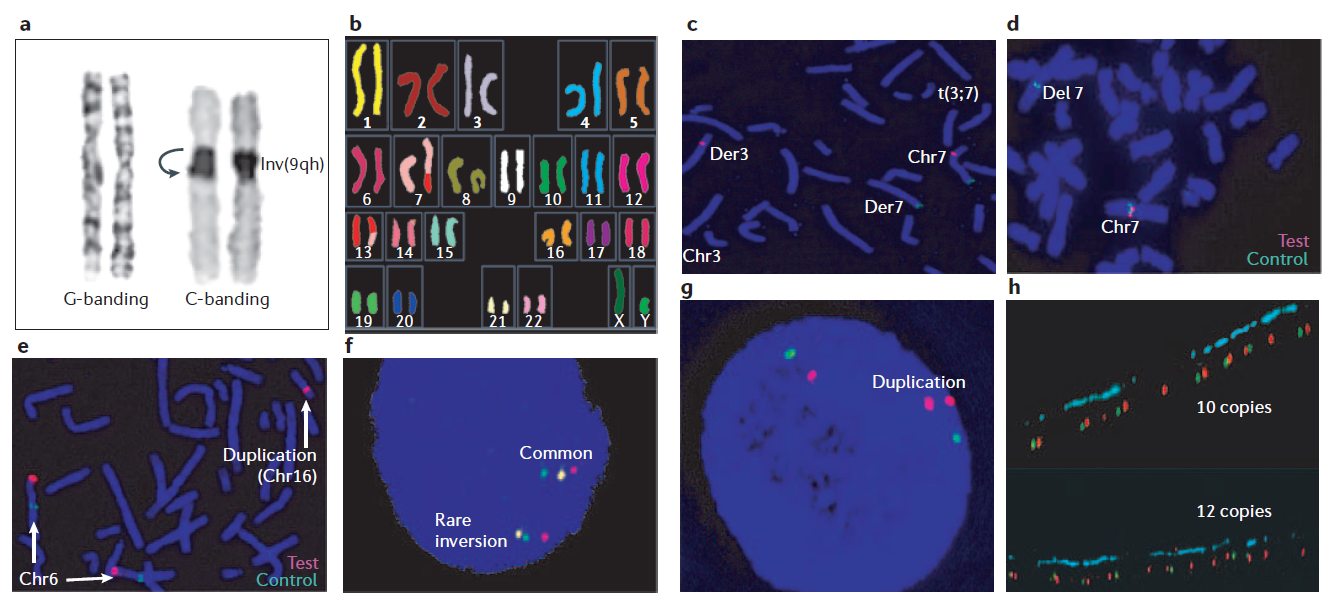 a
Inv(9qh)
G-banding
C-banding
b
1 2 3 4 5
6 7 8 9 10 11 12
13 14 15 16 17 18
19 20 21 22 X Y
c
t(3;7)
Der3
Chr7
Der7
Chr3
d
Del 7
Chr7
Test
Control
e
Duplication
(Chr16)
Chr6
Test
Control
f
Common
Rare
inversion
g
Duplication
h
10 copies
12 copies